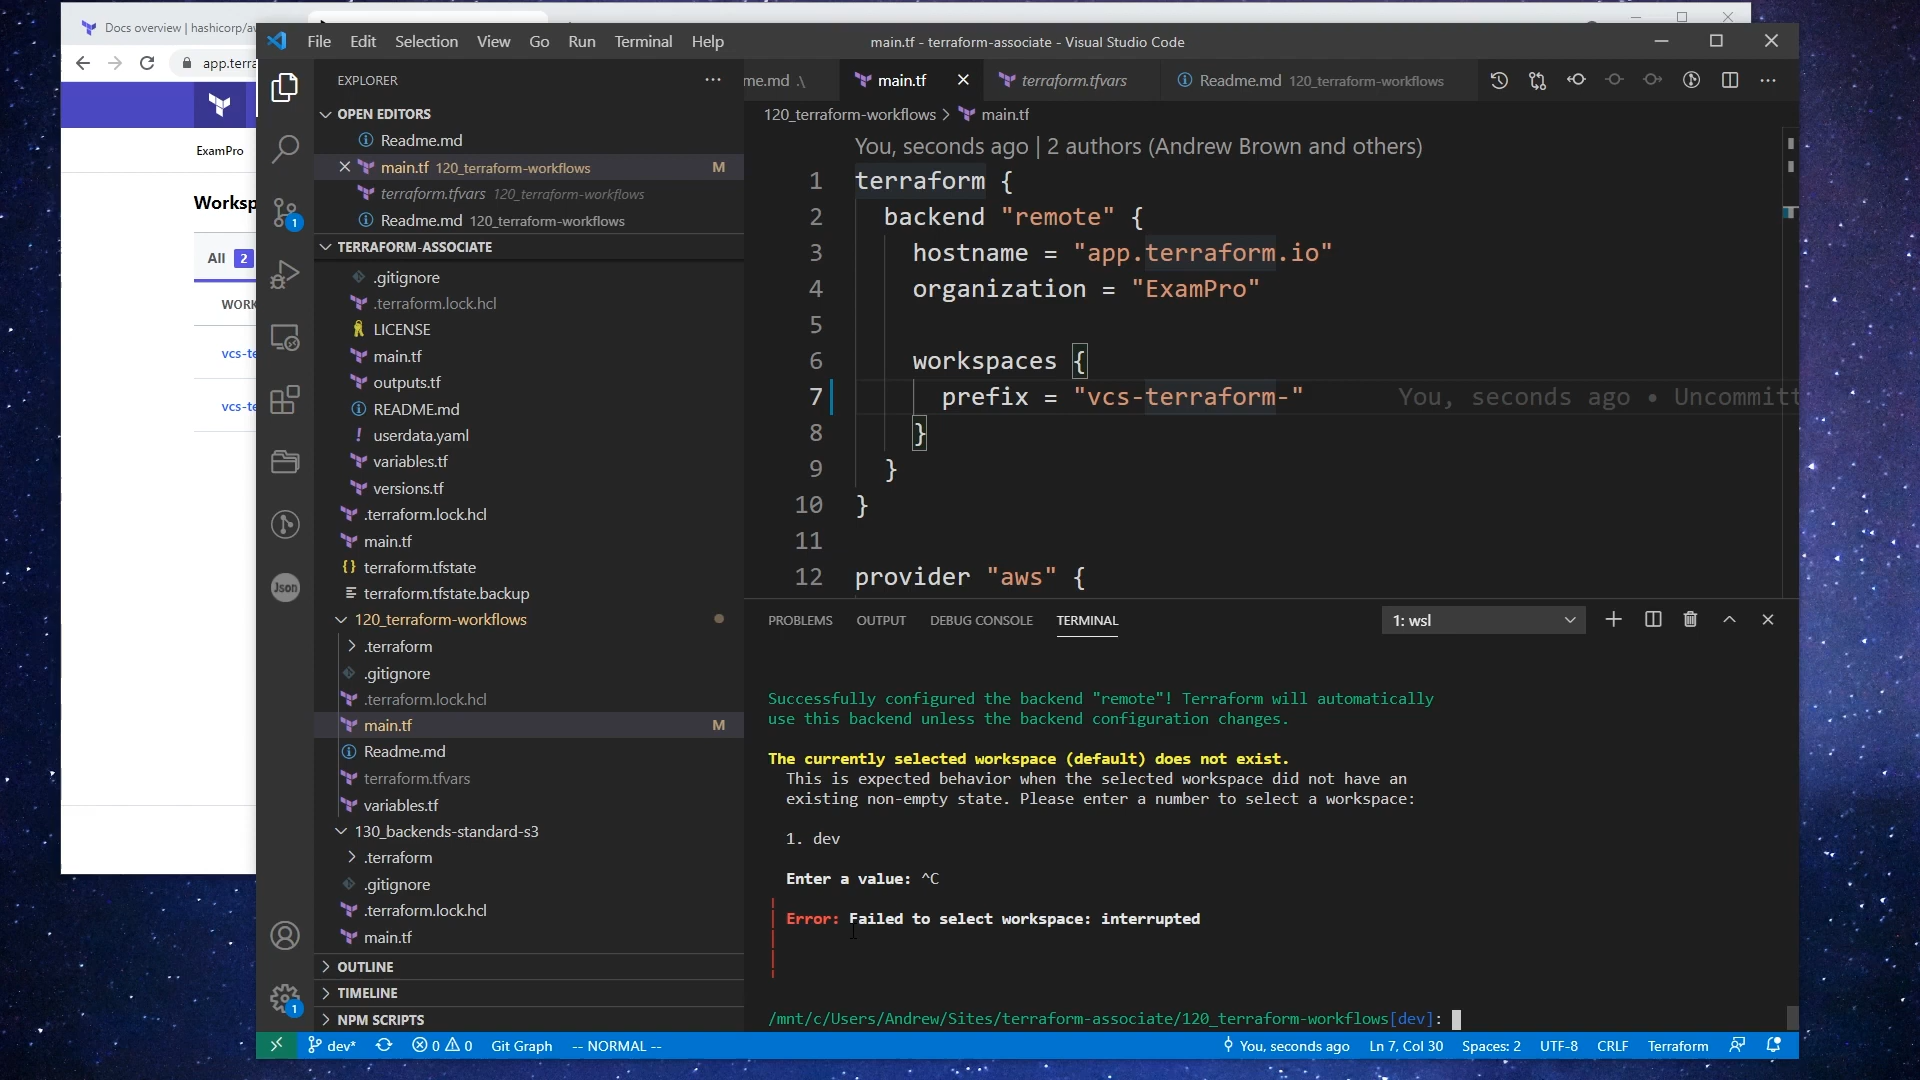 Docs overview | hashicorp/aw
app.terra
ExamPro
Worksp
All 2
WORK
vcs-te
vcs-te
File Edit Selection View Go Run Terminal Help
main.tf - terraform-associate - Visual Studio Code
EXPLORER
OPEN EDITORS
Readme.md
main.tf 120_terraform-workflows M
terraform.tfvars 120_terraform-workflows
Readme.md 120_terraform-workflows
TERRAFORM-ASSOCIATE
.gitignore
.terraform.lock.hcl
LICENSE
main.tf
outputs.tf
README.md
userdata.yaml
variables.tf
versions.tf
.terraform.lock.hcl
main.tf
terraform.tfstate
terraform.tfstate.backup
120_terraform-workflows
.terraform
.gitignore
.terraform.lock.hcl
main.tf M
Readme.md
terraform.tfvars
variables.tf
130_backends-standard-s3
.terraform
.gitignore
.terraform.lock.hcl
main.tf
OUTLINE
TIMELINE
NPM SCRIPTS
1
Json
1
me.md .\ main.tf terraform.tfvars Readme.md 120_terraform-workflows
120_terraform-workflows > main.tf
You, seconds ago | 2 authors (Andrew Brown and others)
1 terraform {
2 backend "remote" {
3 hostname = "app.terraform.io"
4 organization = "ExamPro"
5
6 workspaces {
7 prefix = "vcs-terraform-" You, seconds ago • Uncommitt
8 }
9 }
10 }
11
12 provider "aws" {
PROBLEMS OUTPUT DEBUG CONSOLE TERMINAL 1: wsl
Successfully configured the backend "remote"! Terraform will automatically
use this backend unless the backend configuration changes.
The currently selected workspace (default) does not exist.
This is expected behavior when the selected workspace did not have an
existing non-empty state. Please enter a number to select a workspace:
1. dev
Enter a value: ^C
Error: Failed to select workspace: interrupted
/mnt/c/Users/Andrew/Sites/terraform-associate/120_terraform-workflows[dev]:
dev* 0 0 Git Graph -- NORMAL -- You, seconds ago Ln 7, Col 30 Spaces: 2 UTF-8 CRLF Terraform